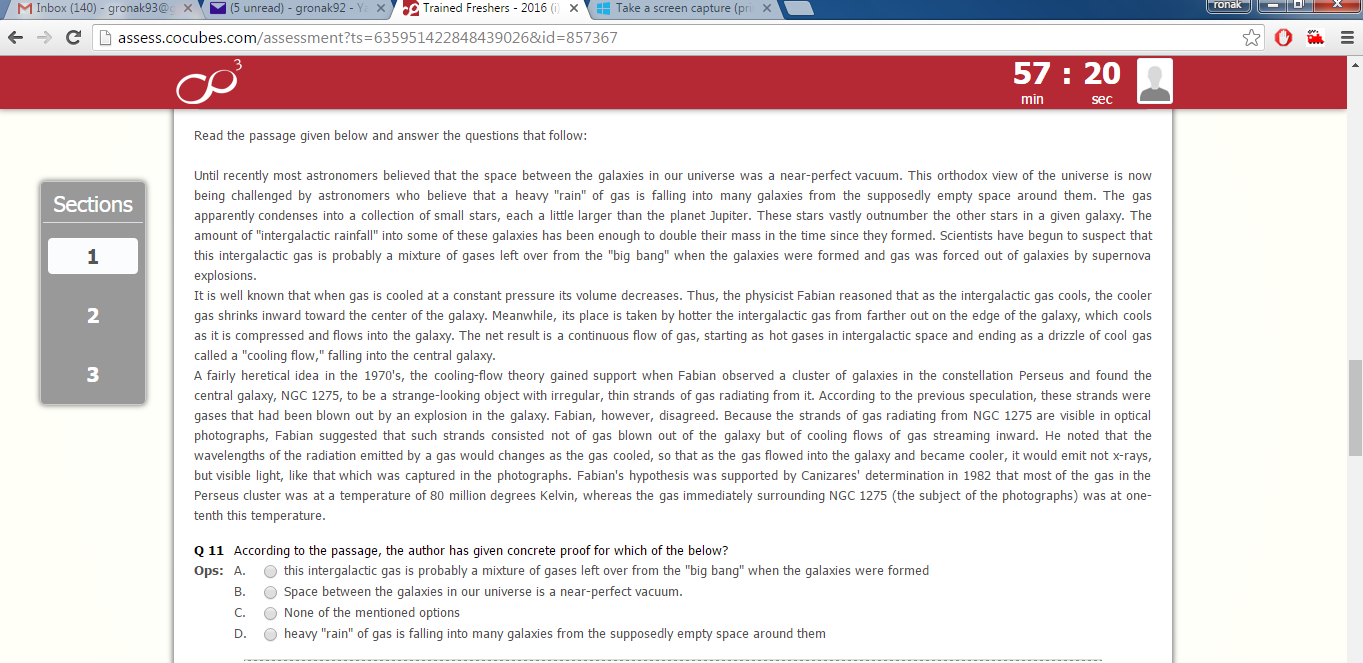 Inbox (140) - gronak93@g
(5 unread) - gronak92 - Ya
Trained Freshers - 2016 (i)
Take a screen capture (pri
ronak
assess.cocubes.com/assessment?ts=635951422848439026&id=857367
3
57 : 20
min sec
Read the passage given below and answer the questions that follow:
Until recently most astronomers believed that the space between the galaxies in our universe was a near-perfect vacuum. This orthodox view of the universe is now
being challenged by astronomers who believe that a heavy "rain" of gas is falling into many galaxies from the supposedly empty space around them. The gas
apparently condenses into a collection of small stars, each a little larger than the planet Jupiter. These stars vastly outnumber the other stars in a given galaxy. The
amount of "intergalactic rainfall" into some of these galaxies has been enough to double their mass in the time since they formed. Scientists have begun to suspect that
this intergalactic gas is probably a mixture of gases left over from the "big bang" when the galaxies were formed and gas was forced out of galaxies by supernova
explosions.
It is well known that when gas is cooled at a constant pressure its volume decreases. Thus, the physicist Fabian reasoned that as the intergalactic gas cools, the cooler
gas shrinks inward toward the center of the galaxy. Meanwhile, its place is taken by hotter the intergalactic gas from farther out on the edge of the galaxy, which cools
as it is compressed and flows into the galaxy. The net result is a continuous flow of gas, starting as hot gases in intergalactic space and ending as a drizzle of cool gas
called a "cooling flow," falling into the central galaxy.
A fairly heretical idea in the 1970's, the cooling-flow theory gained support when Fabian observed a cluster of galaxies in the constellation Perseus and found the
central galaxy, NGC 1275, to be a strange-looking object with irregular, thin strands of gas radiating from it. According to the previous speculation, these strands were
gases that had been blown out by an explosion in the galaxy. Fabian, however, disagreed. Because the strands of gas radiating from NGC 1275 are visible in optical
photographs, Fabian suggested that such strands consisted not of gas blown out of the galaxy but of cooling flows of gas streaming inward. He noted that the
wavelengths of the radiation emitted by a gas would changes as the gas cooled, so that as the gas flowed into the galaxy and became cooler, it would emit not x-rays,
but visible light, like that which was captured in the photographs. Fabian's hypothesis was supported by Canizares' determination in 1982 that most of the gas in the
Perseus cluster was at a temperature of 80 million degrees Kelvin, whereas the gas immediately surrounding NGC 1275 (the subject of the photographs) was at one-
tenth this temperature.
Q 11 According to the passage, the author has given concrete proof for which of the below?
Ops: A. this intergalactic gas is probably a mixture of gases left over from the "big bang" when the galaxies were formed
B. Space between the galaxies in our universe is a near-perfect vacuum.
C. None of the mentioned options
D. heavy "rain" of gas is falling into many galaxies from the supposedly empty space around them
Sections
1
2
3